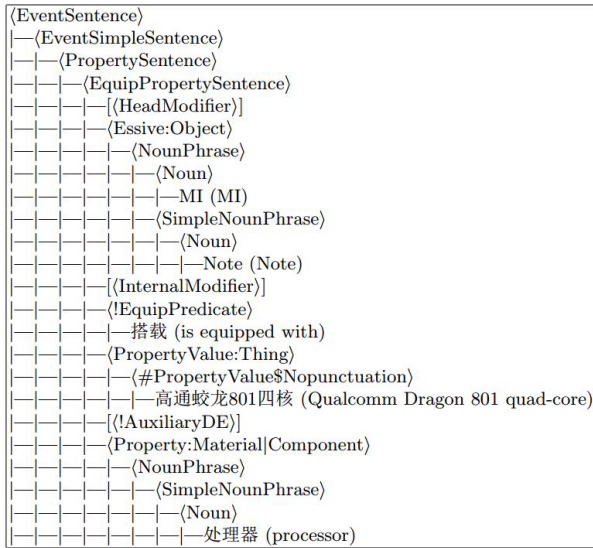 ⟨EventSentence⟩
|—⟨EventSimpleSentence⟩
|—|—⟨PropertySentence⟩
|—|—|—⟨EquipPropertySentence⟩
|—|—|—|—[⟨HeadModifier⟩]
|—|—|—|—⟨Essive:Object⟩
|—|—|—|—|—⟨NounPhrase⟩
|—|—|—|—|—|—⟨Noun⟩
|—|—|—|—|—|—|—MI (MI)
|—|—|—|—|—|—⟨SimpleNounPhrase⟩
|—|—|—|—|—|—|—⟨Noun⟩
|—|—|—|—|—|—|—|—Note (Note)
|—|—|—|—[⟨InternalModifier⟩]
|—|—|—|—⟨!EquipPredicate⟩
|—|—|—|—|—搭载 (is equipped with)
|—|—|—|—⟨PropertyValue:Thing⟩
|—|—|—|—|—⟨#PropertyValue$Nopunctuation⟩
|—|—|—|—|—|—高通蛟龙801四核 (Qualcomm Dragon 801 quad-core)
|—|—|—|—[⟨!AuxiliaryDE⟩]
|—|—|—|—⟨Property:Material|Component⟩
|—|—|—|—|—⟨NounPhrase⟩
|—|—|—|—|—|—⟨SimpleNounPhrase⟩
|—|—|—|—|—|—|—⟨Noun⟩
|—|—|—|—|—|—|—|—处理器 (processor)